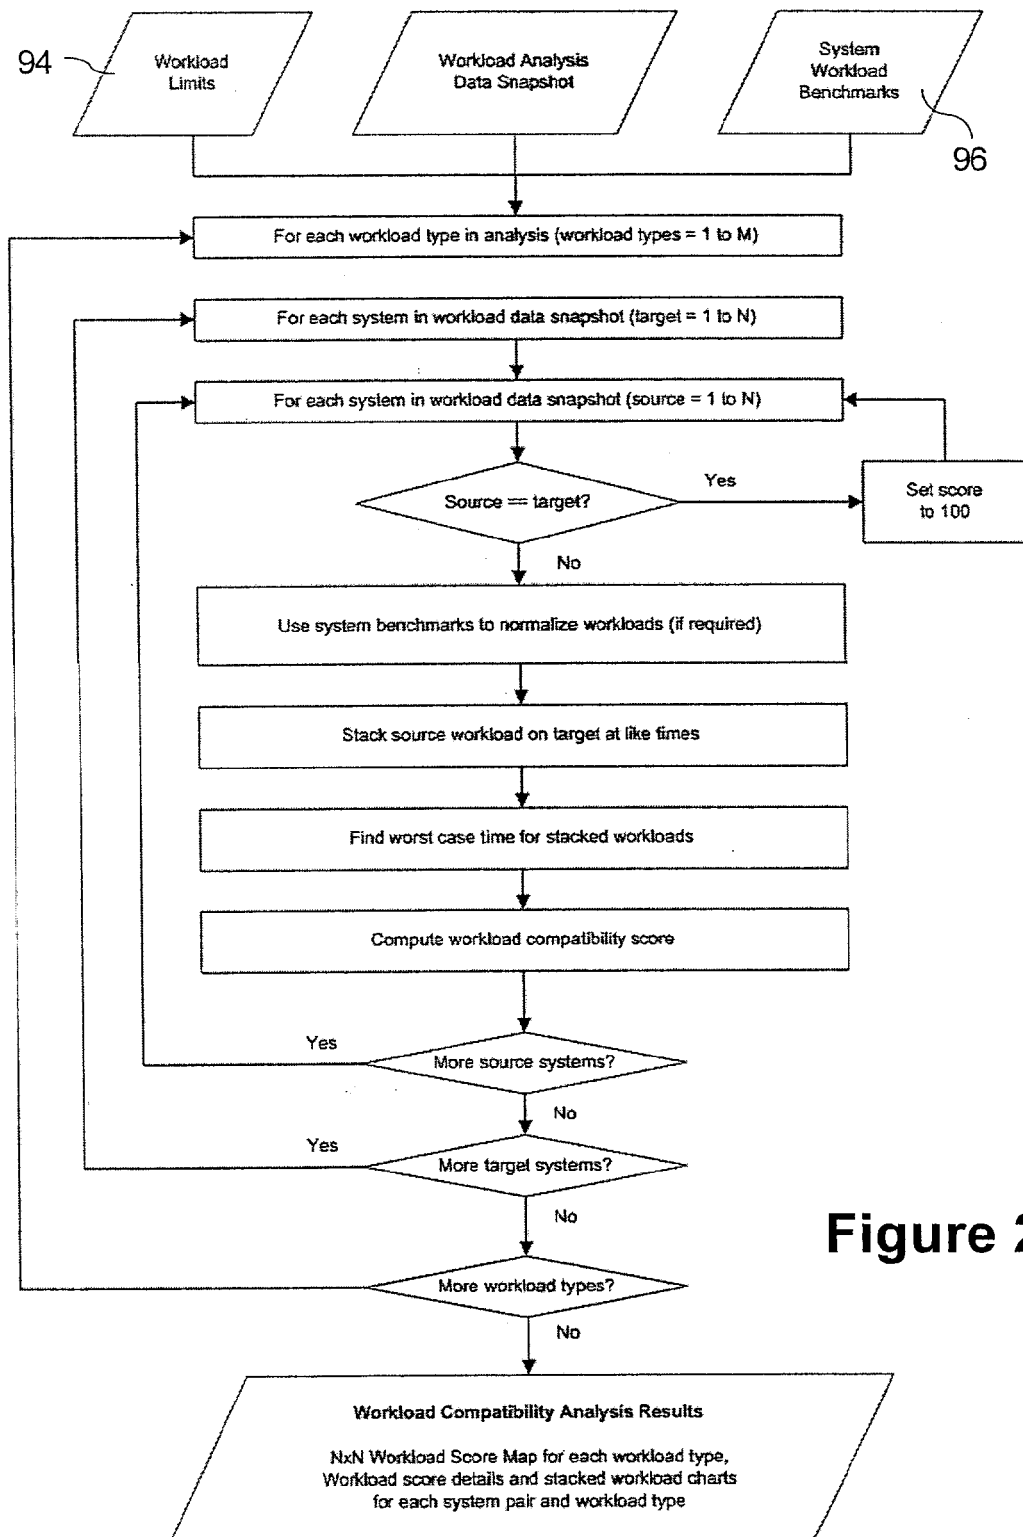 94
Workload
Limits
Workload Analysis
Data Snapshot
System
Workload
Benchmarks
96
For each workload type in analysis (workload types = 1 to M)
For each system in workload data snapshot (target = 1 to N)
For each system in workload data snapshot (source = 1 to N)
Source == target?
Yes
Set score
to 100
No
Use system benchmarks to normalize workloads (if required)
Stack source workload on target at like times
Find worst case time for stacked workloads
Compute workload compatibility score
Yes
More source systems?
No
Yes
More target systems?
No
Figure 2
More workload types?
No
Workload Compatibility Analysis Results
NxN Workload Score Map for each workload type,
Workload score details and stacked workload charts
for each system pair and workload type